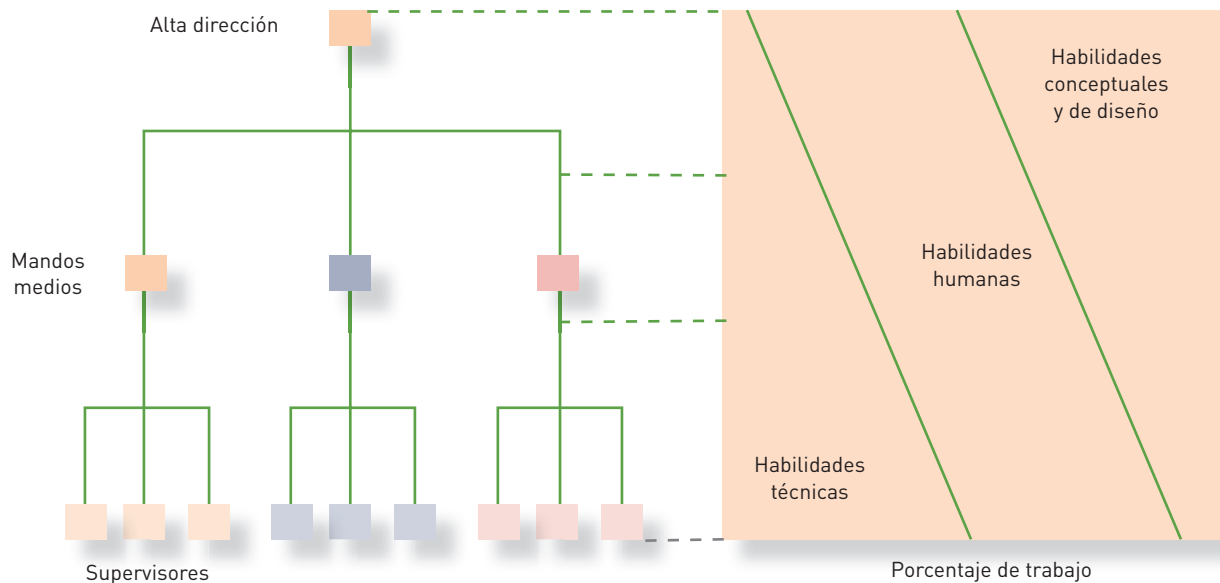 Alta dirección
Habilidades
conceptuales
y de diseño
Mandos
medios
Habilidades
humanas
Habilidades
técnicas
Supervisores
Porcentaje de trabajo